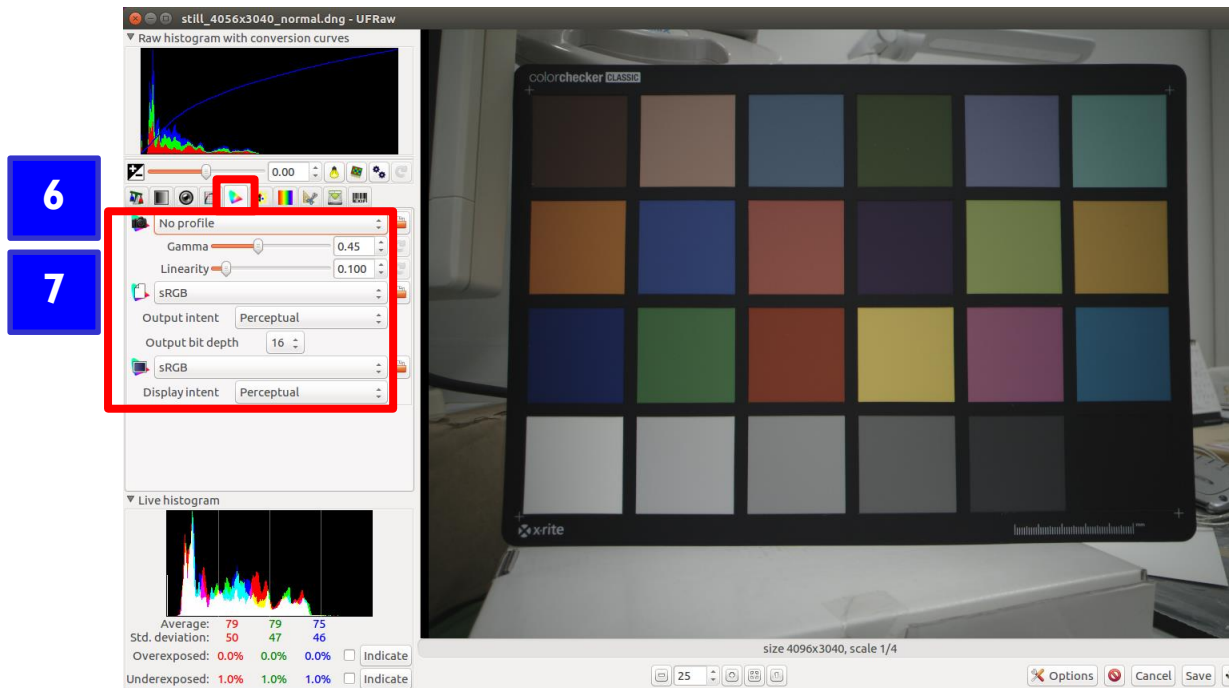 still_4056x3040_normal.dng - UFRaw
Raw histogram with conversion curves
0.00
6
7
No profile
Gamma 0.45
Linearity 0.100
sRGB
Output intent Perceptual
Output bit depth 16
sRGB
Display intent Perceptual
Live histogram
Average: 79 79 75
Std. deviation: 50 47 46
Overexposed: 0.0% 0.0% 0.0% Indicate
Underexposed: 1.0% 1.0% 1.0% Indicate
colorchecker CLASSIC
x-rite
size 4096x3040, scale 1/4
25
Options Cancel Save